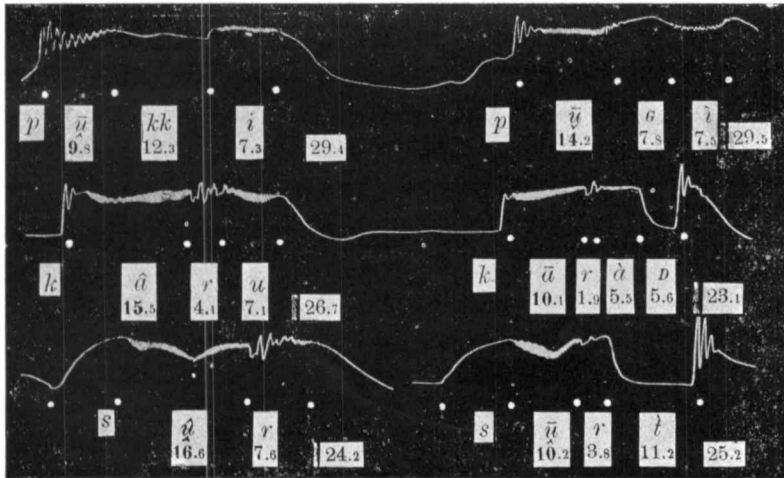 p ṷ̄ kk i p ū̬ ɢ ì
9.8 12.3 7.3 29.4 14.2 7.8 7.5 29.5
k â r u k ā r à ᴅ
15.5 4.1 7.1 26.7 10.1 1.9 5.5 5.6 23.1
s ṷ̂ r s ṷ̄ r t̀
16.6 7.6 24.2 10.2 3.8 11.2 25.2